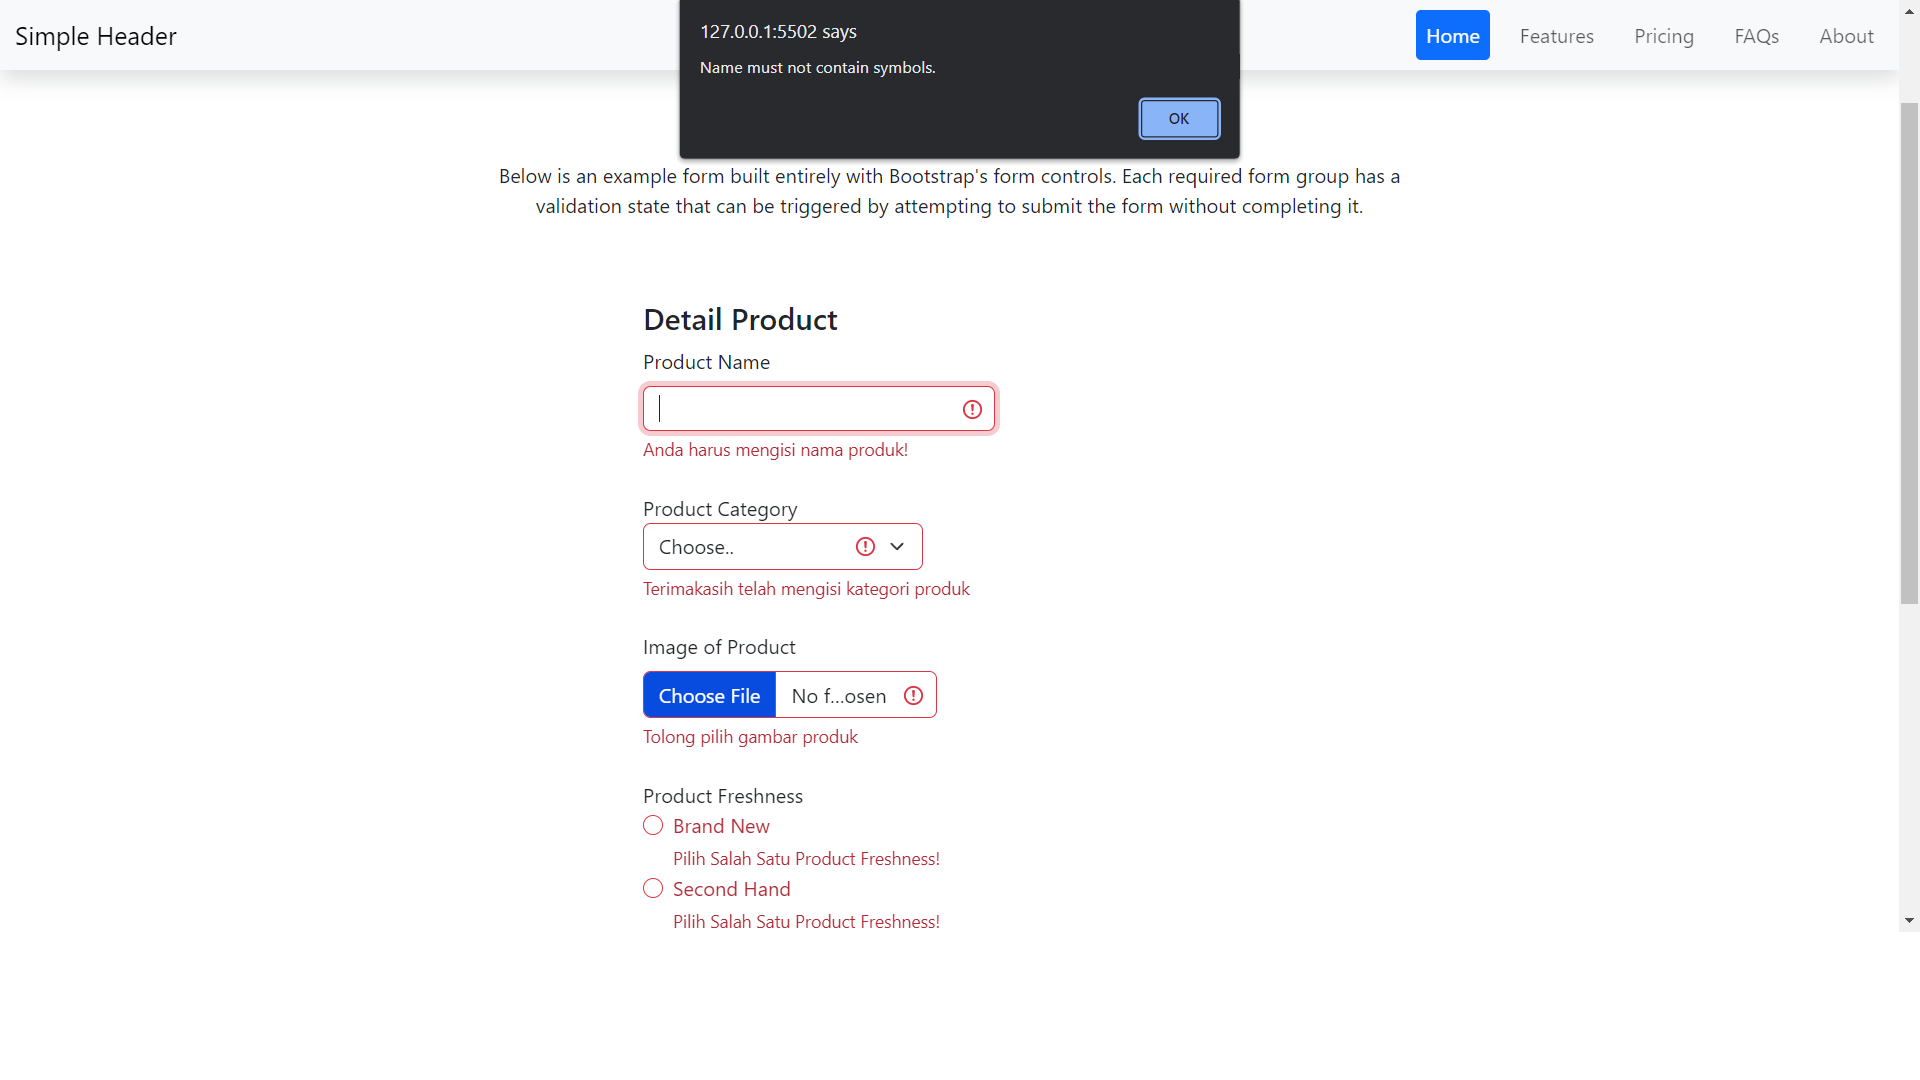 Simple Header
127.0.0.1:5502 says
Name must not contain symbols.
OK
Home
Features
Pricing
FAQs
About
Below is an example form built entirely with Bootstrap's form controls. Each required form group has a
validation state that can be triggered by attempting to submit the form without completing it.
Detail Product
Product Name
Anda harus mengisi nama produk!
Product Category
Choose..
Terimakasih telah mengisi kategori produk
Image of Product
Choose File
No f...osen
Tolong pilih gambar produk
Product Freshness
Brand New
Pilih Salah Satu Product Freshness!
Second Hand
Pilih Salah Satu Product Freshness!